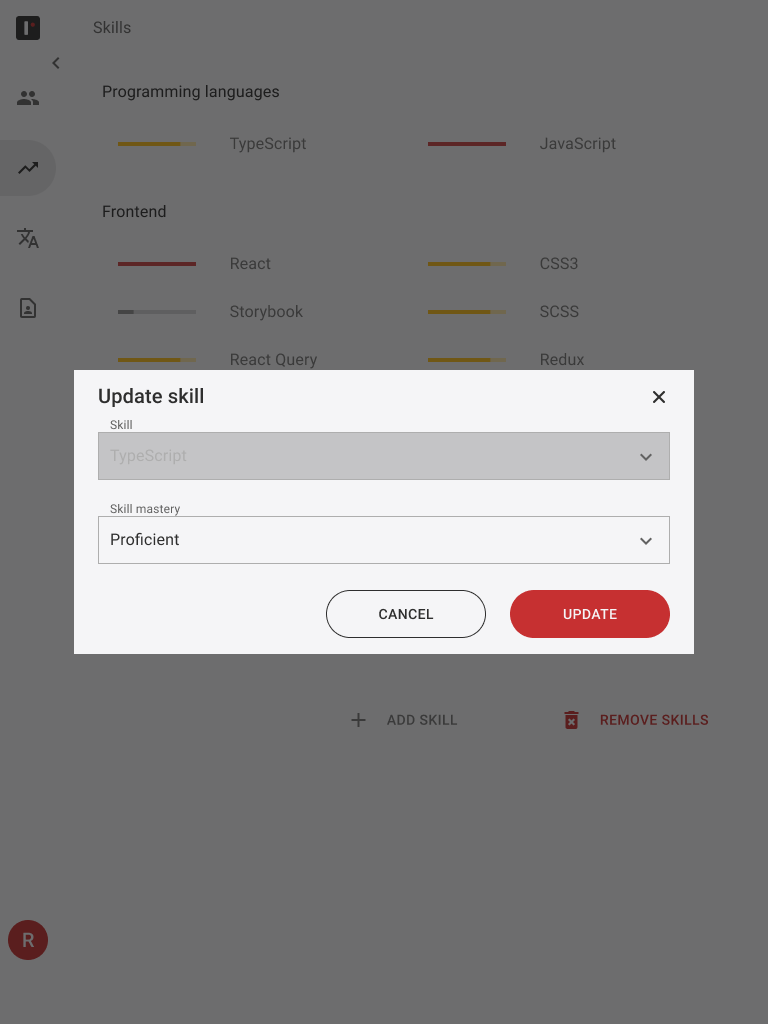 Skills
Programming languages
TypeScript JavaScript
Frontend
React CSS3
Storybook SCSS
React Query Redux
Update skill
Skill
TypeScript
Skill mastery
Proficient
CANCEL UPDATE
ADD SKILL REMOVE SKILLS
R